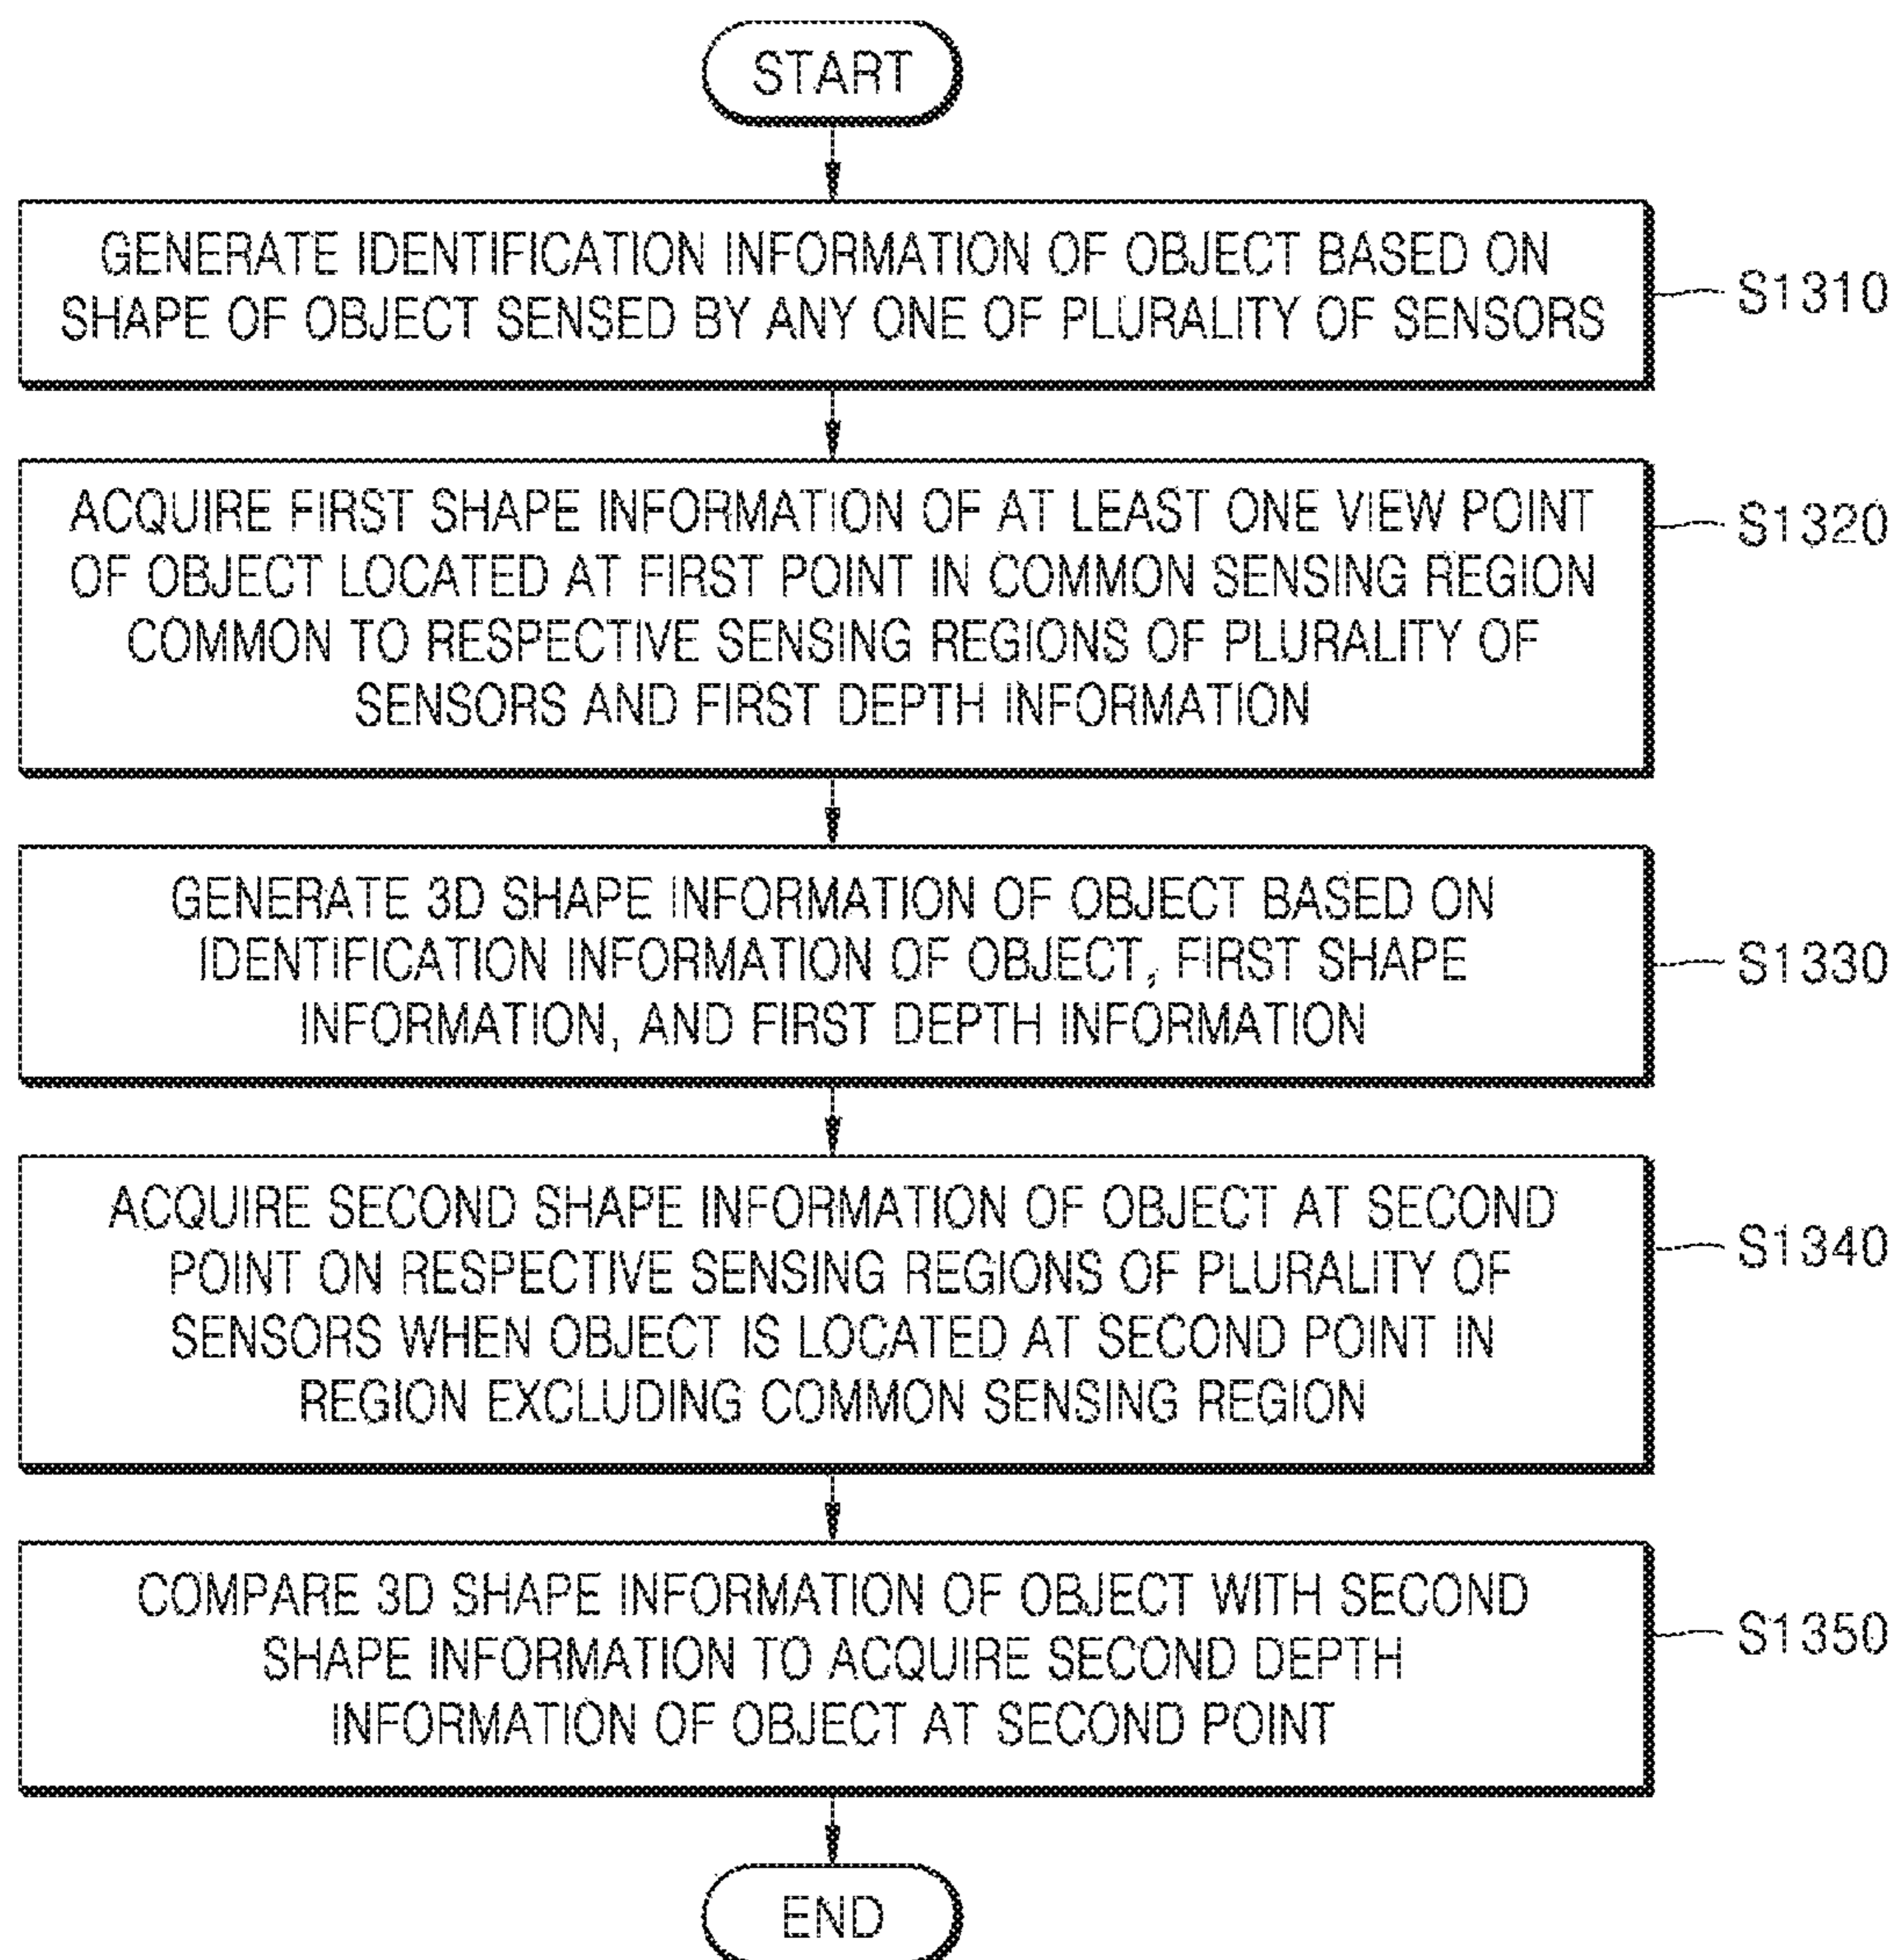 START
GENERATE IDENTIFICATION INFORMATION OF OBJECT BASED ON
SHAPE OF OBJECT SENSED BY ANY ONE OF PLURALITY OF SENSORS
S1310
ACQUIRE FIRST SHAPE INFORMATION OF AT LEAST ONE VIEW POINT
OF OBJECT LOCATED AT FIRST POINT IN COMMON SENSING REGION
COMMON TO RESPECTIVE SENSING REGIONS OF PLURALITY OF
SENSORS AND FIRST DEPTH INFORMATION
S1320
GENERATE 3D SHAPE INFORMATION OF OBJECT BASED ON
IDENTIFICATION INFORMATION OF OBJECT, FIRST SHAPE
INFORMATION, AND FIRST DEPTH INFORMATION
S1330
ACQUIRE SECOND SHAPE INFORMATION OF OBJECT AT SECOND
POINT ON RESPECTIVE SENSING REGIONS OF PLURALITY OF
SENSORS WHEN OBJECT IS LOCATED AT SECOND POINT IN
REGION EXCLUDING COMMON SENSING REGION
S1340
COMPARE 3D SHAPE INFORMATION OF OBJECT WITH SECOND
SHAPE INFORMATION TO ACQUIRE SECOND DEPTH
INFORMATION OF OBJECT AT SECOND POINT
S1350
END